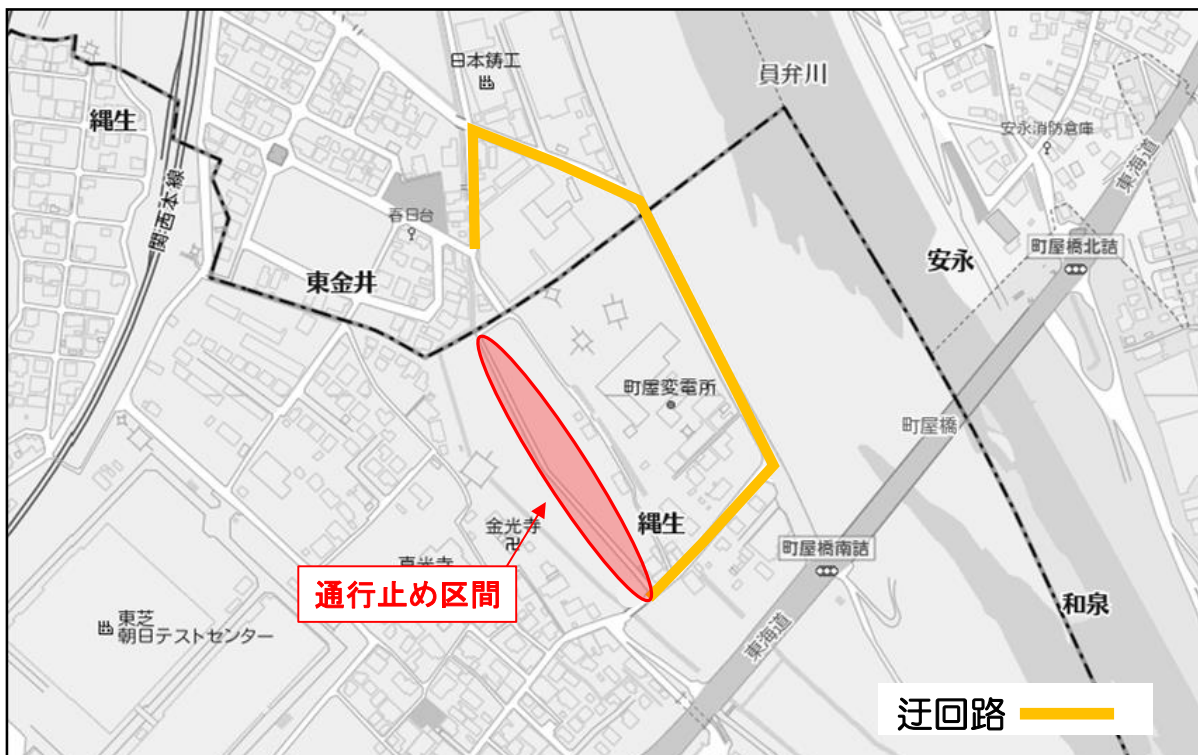 日本鋳工
員弁川
縄生
安永消防倉庫
東海道
関西本線
春日台
町屋橋北詰
安永
東金井
町屋変電所
町屋橋
縄生
金光寺
町屋橋南詰
真光寺
通行止め区間
和泉
東芝
朝日テストセンター
東海道
迂回路